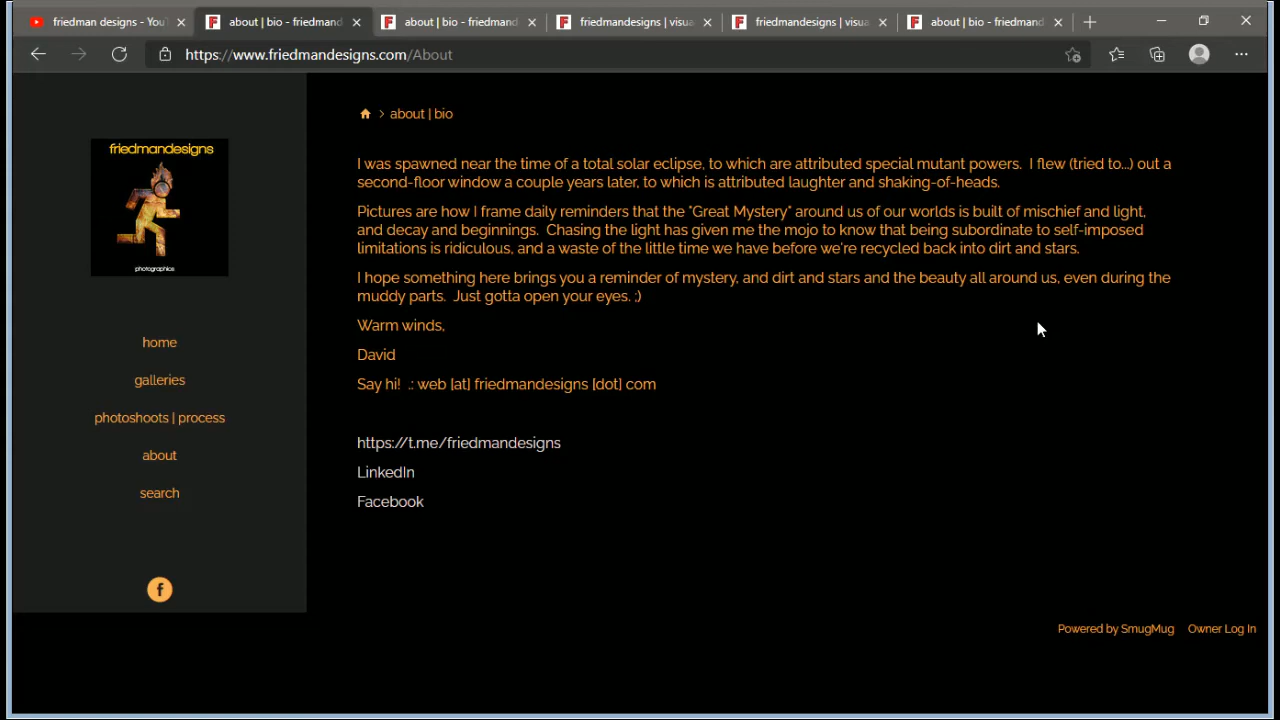 friedman designs - You
about | bio - friedmand
about | bio - friedmand
friedmandesigns | visua
friedmandesigns | visua
about | bio - friedmand
https://www.friedmandesigns.com/About
friedmandesigns
photographics
home
galleries
photoshoots | process
about
search
about | bio
I was spawned near the time of a total solar eclipse, to which are attributed special mutant powers.  I flew (tried to...) out a
second-floor window a couple years later, to which is attributed laughter and shaking-of-heads.
Pictures are how I frame daily reminders that the "Great Mystery" around us of our worlds is built of mischief and light,
and decay and beginnings.  Chasing the light has given me the mojo to know that being subordinate to self-imposed
limitations is ridiculous, and a waste of the little time we have before we're recycled back into dirt and stars.
I hope something here brings you a reminder of mystery, and dirt and stars and the beauty all around us, even during the
muddy parts.  Just gotta open your eyes. ;)
Warm winds,
David
Say hi!  .: web [at] friedmandesigns [dot] com
https://t.me/friedmandesigns
LinkedIn
Facebook
Powered by SmugMug
Owner Log In